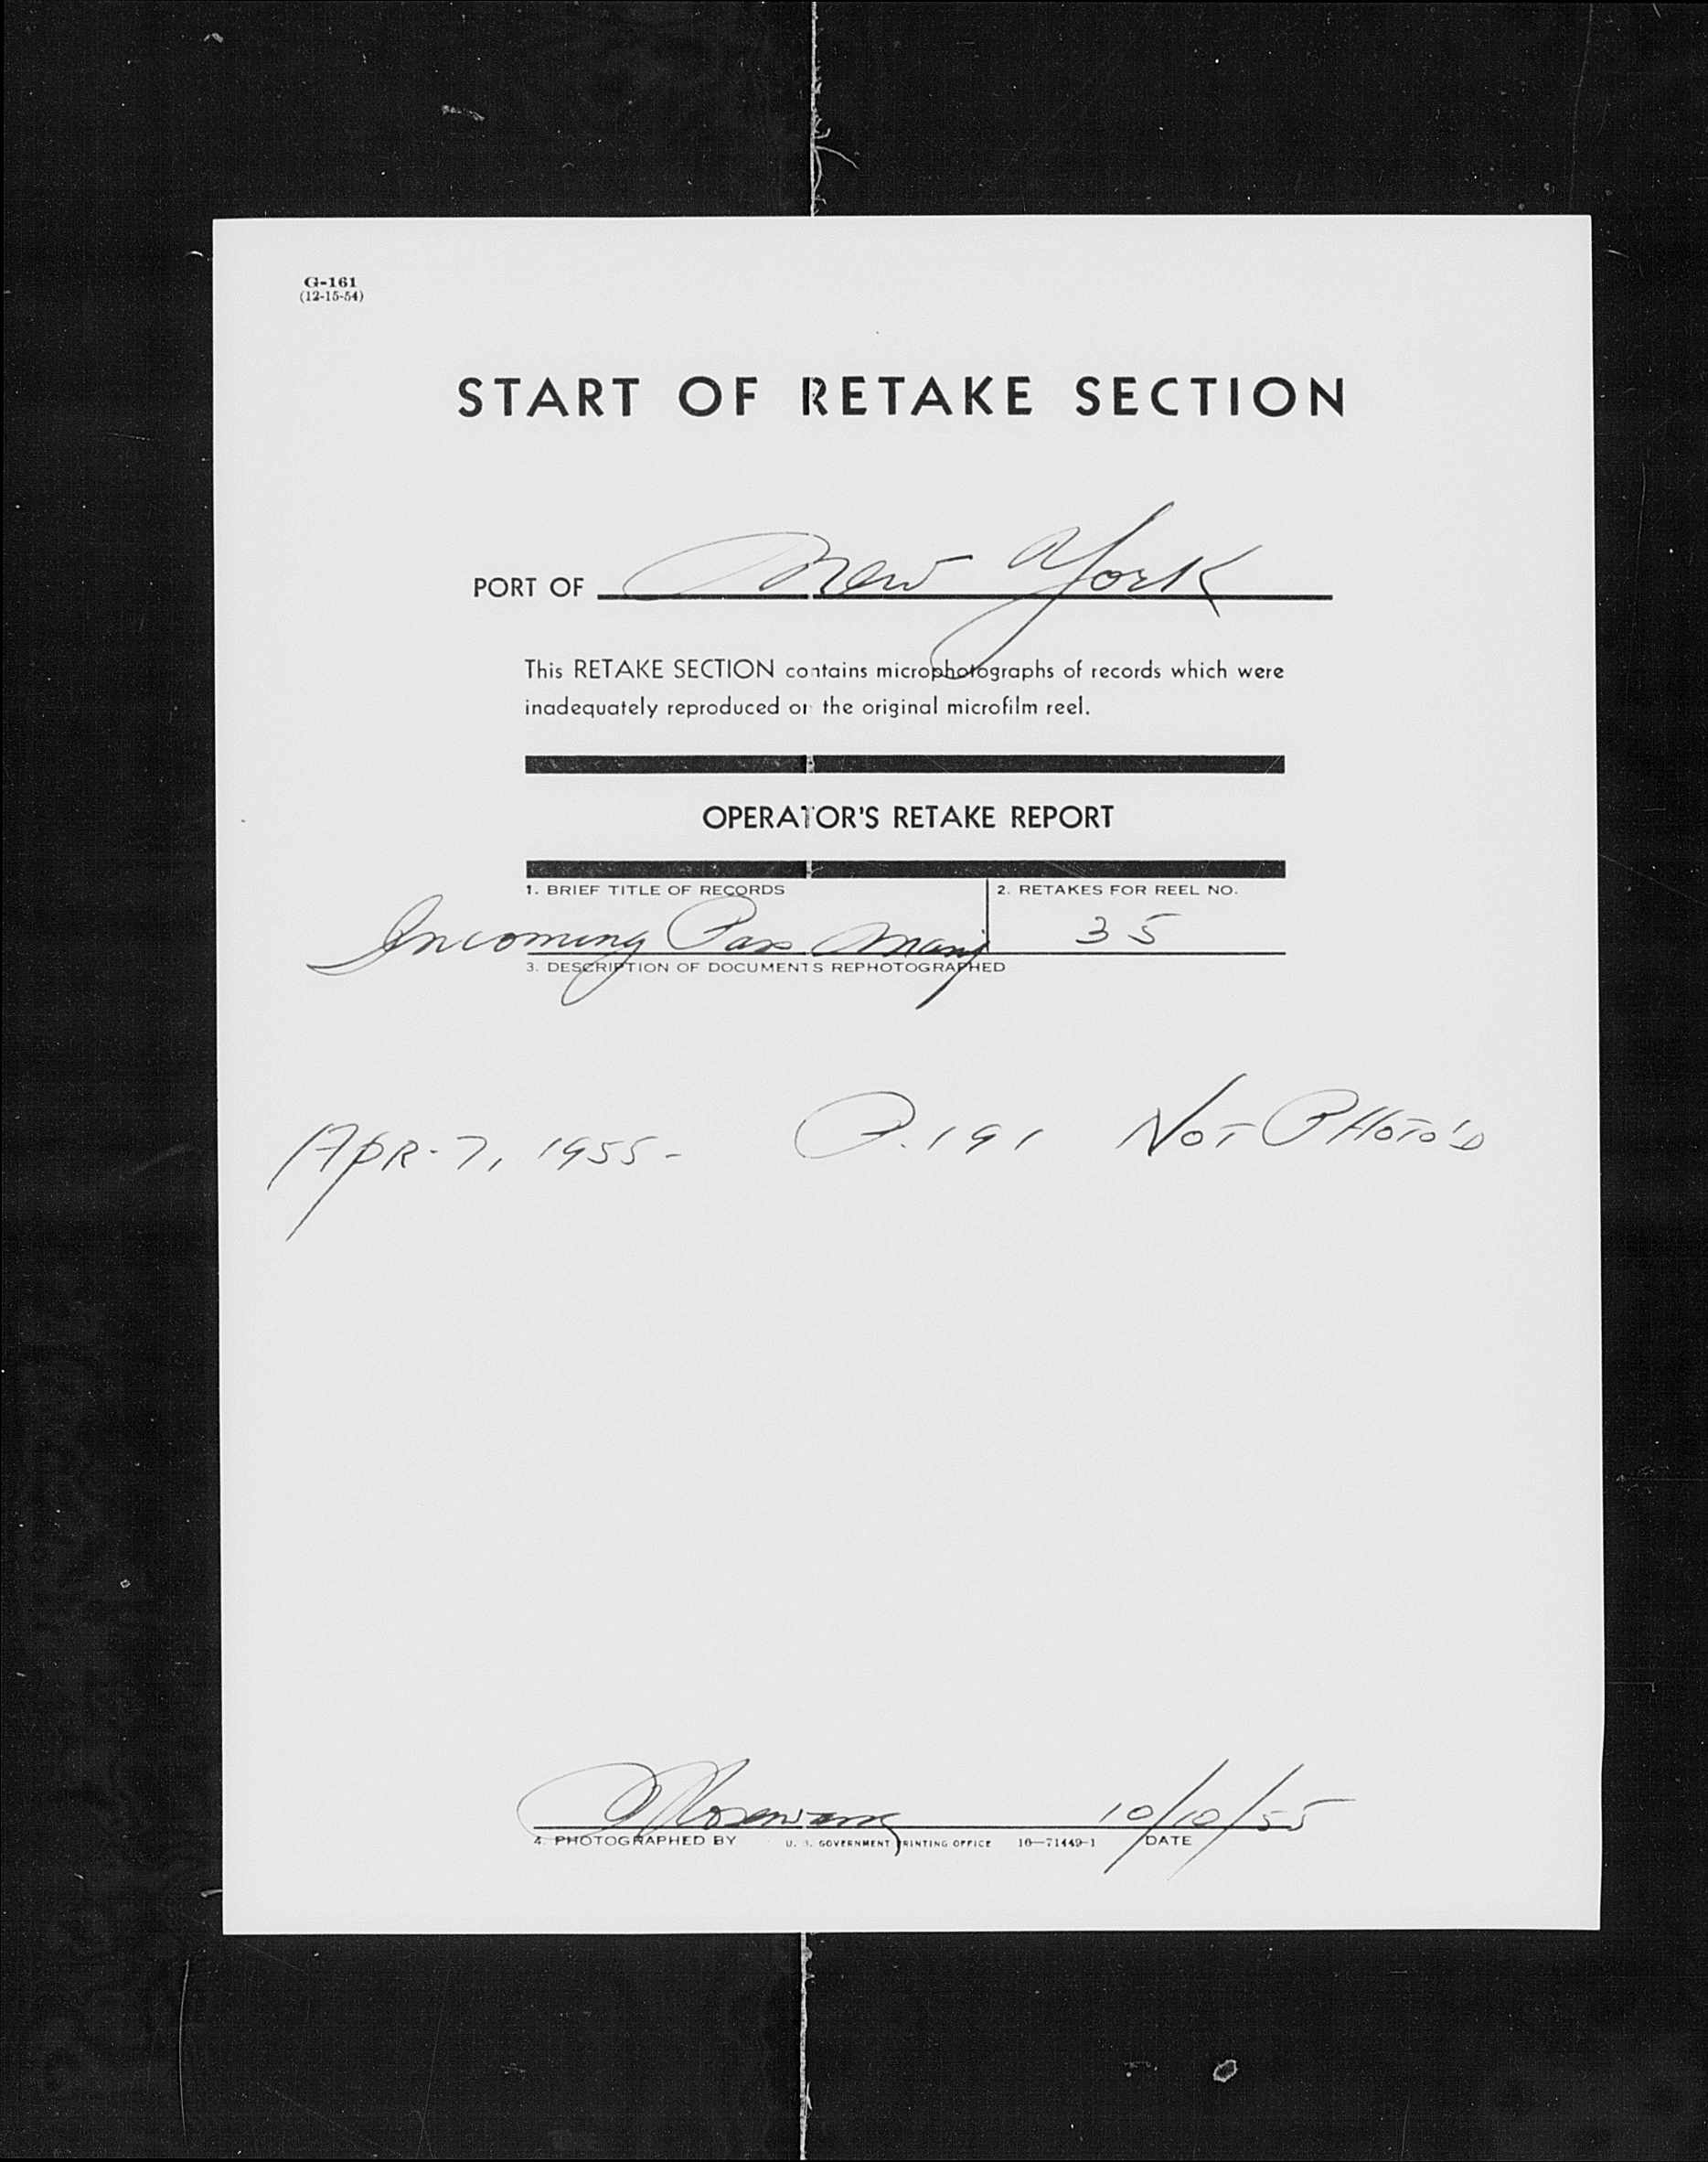 G-161
(12-15-54)
START OF RETAKE SECTION
PORT OF New York
This RETAKE SECTION contains microphotographs of records which were
inadequately reproduced on the original microfilm reel.
OPERATOR'S RETAKE REPORT
1. BRIEF TITLE OF RECORDS
2. RETAKES FOR REEL NO.
Incoming Pass Manj
35
3. DESCRIPTION OF DOCUMENTS REPHOTOGRAPHED
APR. 7, 1955 - P. 191 NOT PHOTO'D
10/10/55
4. PHOTOGRAPHED BY U. S. GOVERNMENT PRINTING OFFICE 16—71449-1 DATE